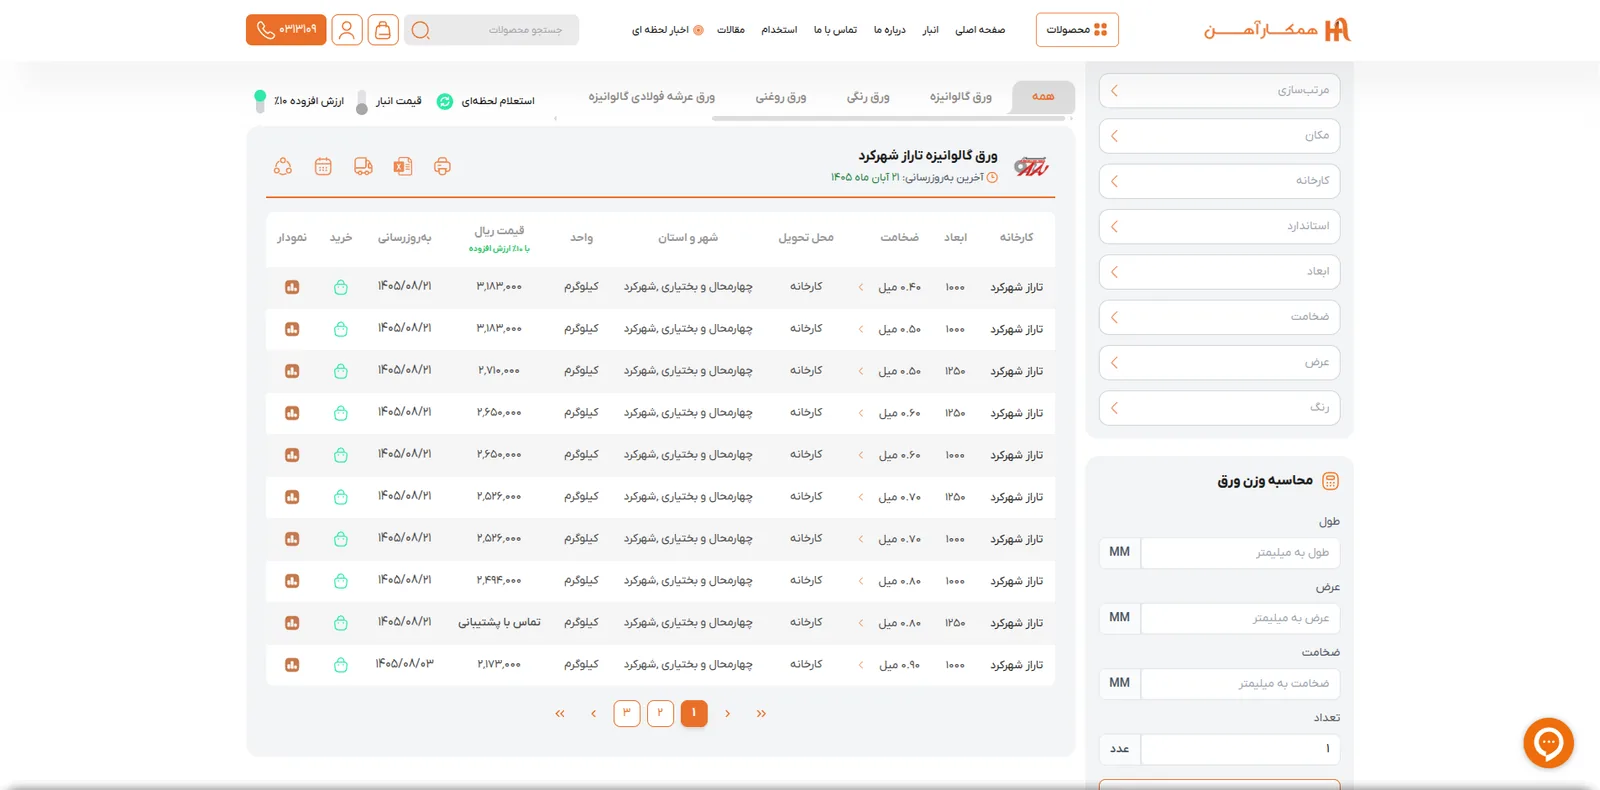 همکار آهن
محصولات
صفحه اصلی
انبار
درباره ما
تماس با ما
استخدام
مقالات
اخبار لحظه ای
جستجو محصولات
۰۳۱۳۱۰۹
مرتب‌سازی
مکان
کارخانه
استاندارد
ابعاد
ضخامت
عرض
رنگ
محاسبه وزن ورق
طول
طول به میلیمتر MM
عرض
عرض به میلیمتر MM
ضخامت
ضخامت به میلیمتر MM
تعداد
۱ عدد
همه
ورق گالوانیزه
ورق رنگی
ورق روغنی
ورق عرشه فولادی گالوانیزه
استعلام لحظه‌ای
قیمت انبار
ارزش افزوده ۱۰٪
تاراز
ورق گالوانیزه تاراز شهرکرد
آخرین به‌روزرسانی: ۲۱ آبان ماه ۱۴۰۵
کارخانه ابعاد ضخامت محل تحویل شهر و استان واحد قیمت ریال به‌روزرسانی خرید نمودار
با ۱۰٪ ارزش افزوده
تاراز شهرکرد ۱۰۰۰ ۰.۴۰ میل کارخانه چهارمحال و بختیاری ,شهرکرد کیلوگرم ۳,۱۸۳,۰۰۰ ۱۴۰۵/۰۸/۲۱
تاراز شهرکرد ۱۰۰۰ ۰.۵۰ میل کارخانه چهارمحال و بختیاری ,شهرکرد کیلوگرم ۳,۱۸۳,۰۰۰ ۱۴۰۵/۰۸/۲۱
تاراز شهرکرد ۱۲۵۰ ۰.۵۰ میل کارخانه چهارمحال و بختیاری ,شهرکرد کیلوگرم ۲,۷۱۰,۰۰۰ ۱۴۰۵/۰۸/۲۱
تاراز شهرکرد ۱۲۵۰ ۰.۶۰ میل کارخانه چهارمحال و بختیاری ,شهرکرد کیلوگرم ۲,۶۵۰,۰۰۰ ۱۴۰۵/۰۸/۲۱
تاراز شهرکرد ۱۰۰۰ ۰.۶۰ میل کارخانه چهارمحال و بختیاری ,شهرکرد کیلوگرم ۲,۶۵۰,۰۰۰ ۱۴۰۵/۰۸/۲۱
تاراز شهرکرد ۱۲۵۰ ۰.۷۰ میل کارخانه چهارمحال و بختیاری ,شهرکرد کیلوگرم ۲,۵۲۶,۰۰۰ ۱۴۰۵/۰۸/۲۱
تاراز شهرکرد ۱۰۰۰ ۰.۷۰ میل کارخانه چهارمحال و بختیاری ,شهرکرد کیلوگرم ۲,۵۲۶,۰۰۰ ۱۴۰۵/۰۸/۲۱
تاراز شهرکرد ۱۰۰۰ ۰.۸۰ میل کارخانه چهارمحال و بختیاری ,شهرکرد کیلوگرم ۲,۴۹۴,۰۰۰ ۱۴۰۵/۰۸/۲۱
تاراز شهرکرد ۱۲۵۰ ۰.۸۰ میل کارخانه چهارمحال و بختیاری ,شهرکرد کیلوگرم تماس با پشتیبانی ۱۴۰۵/۰۸/۲۱
تاراز شهرکرد ۱۰۰۰ ۰.۹۰ میل کارخانه چهارمحال و بختیاری ,شهرکرد کیلوگرم ۲,۱۷۳,۰۰۰ ۱۴۰۵/۰۸/۰۳
۱ ۲ ۳